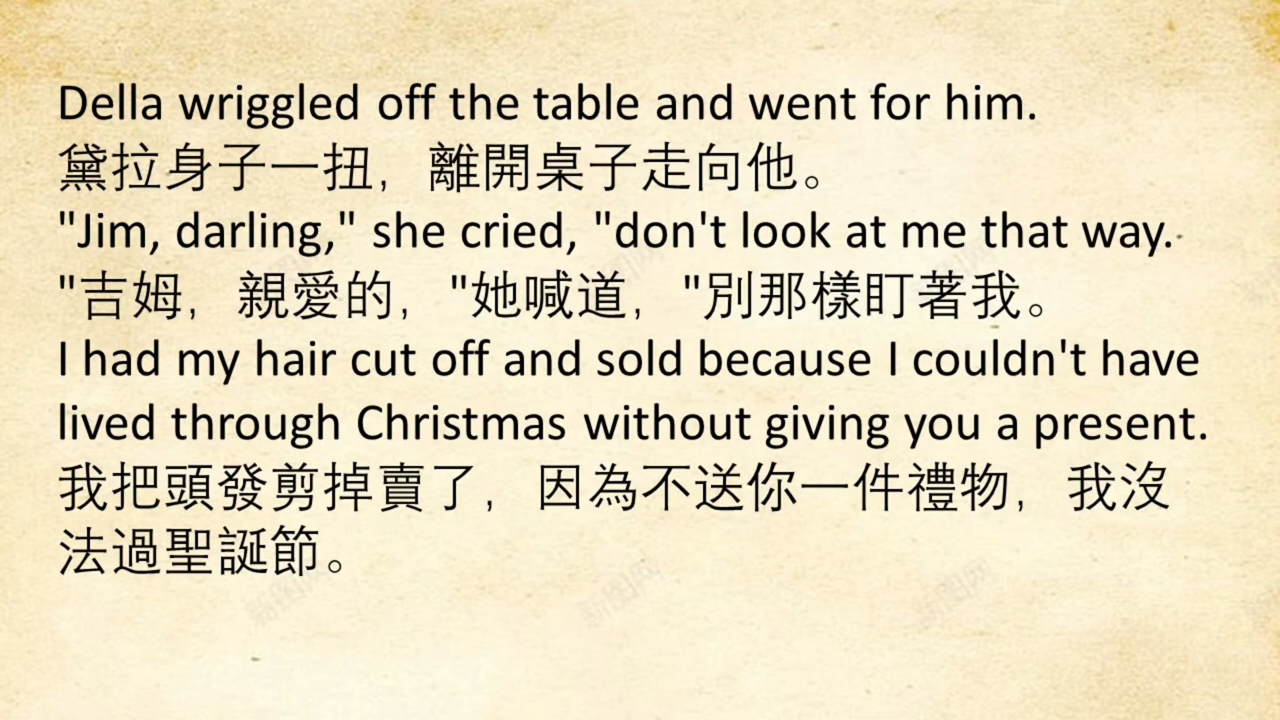 Della wriggled off the table and went for him.
黛拉身子一扭，離開桌子走向他。
"Jim, darling," she cried, "don't look at me that way.
"吉姆，親愛的，"她喊道，"別那樣盯著我。
I had my hair cut off and sold because I couldn't have
lived through Christmas without giving you a present.
我把頭發剪掉賣了，因為不送你一件禮物，我沒
法過聖誕節。